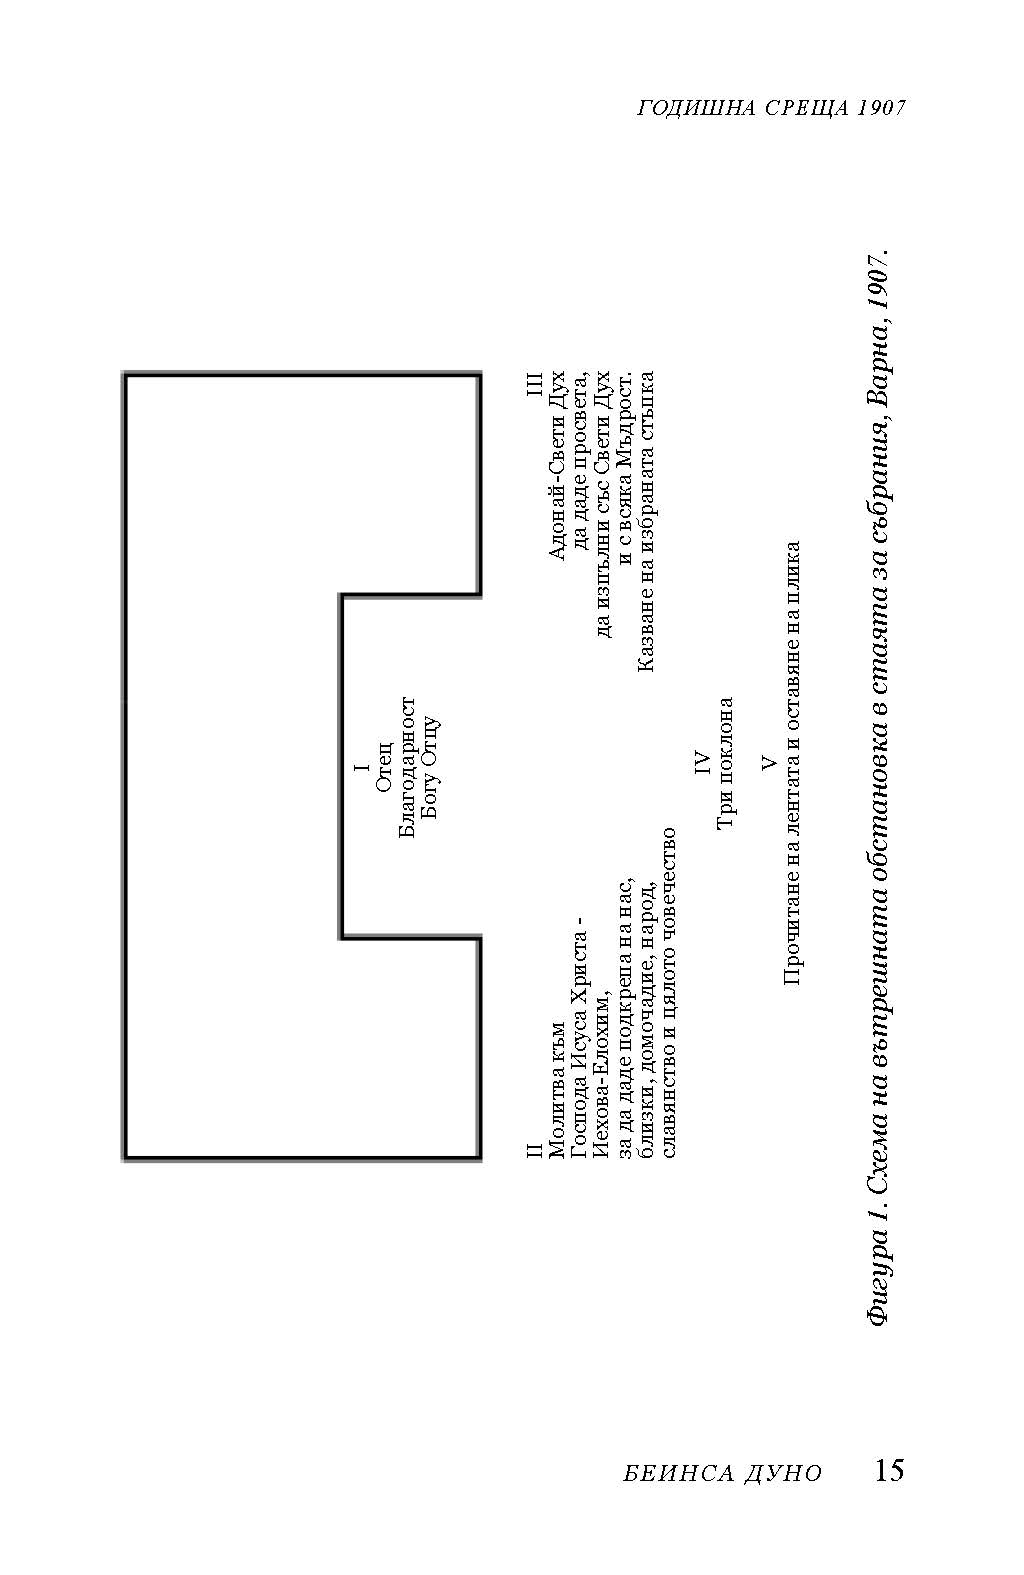 ГОДИШНА СРЕЩА 1907
I
Отец
Благодарност
Богу Отцу
II
Молитва към
Господа Исуса Христа -
Иехова-Елохим,
за да даде подкрепа на нас,
близки, домочадие, народ,
славянство и цялото човечество
III
Адонай-Свети Дух
да даде просвета,
да изпълни със Свети Дух
и с всяка Мъдрост.
Казване на избраната стъпка
IV
Три поклона
V
Прочитане на лентата и оставяне на плика
Фигура 1. Схема на вътрешната обстановка в стаята за събрания, Варна, 1907.
БЕИНСА ДУНО 15